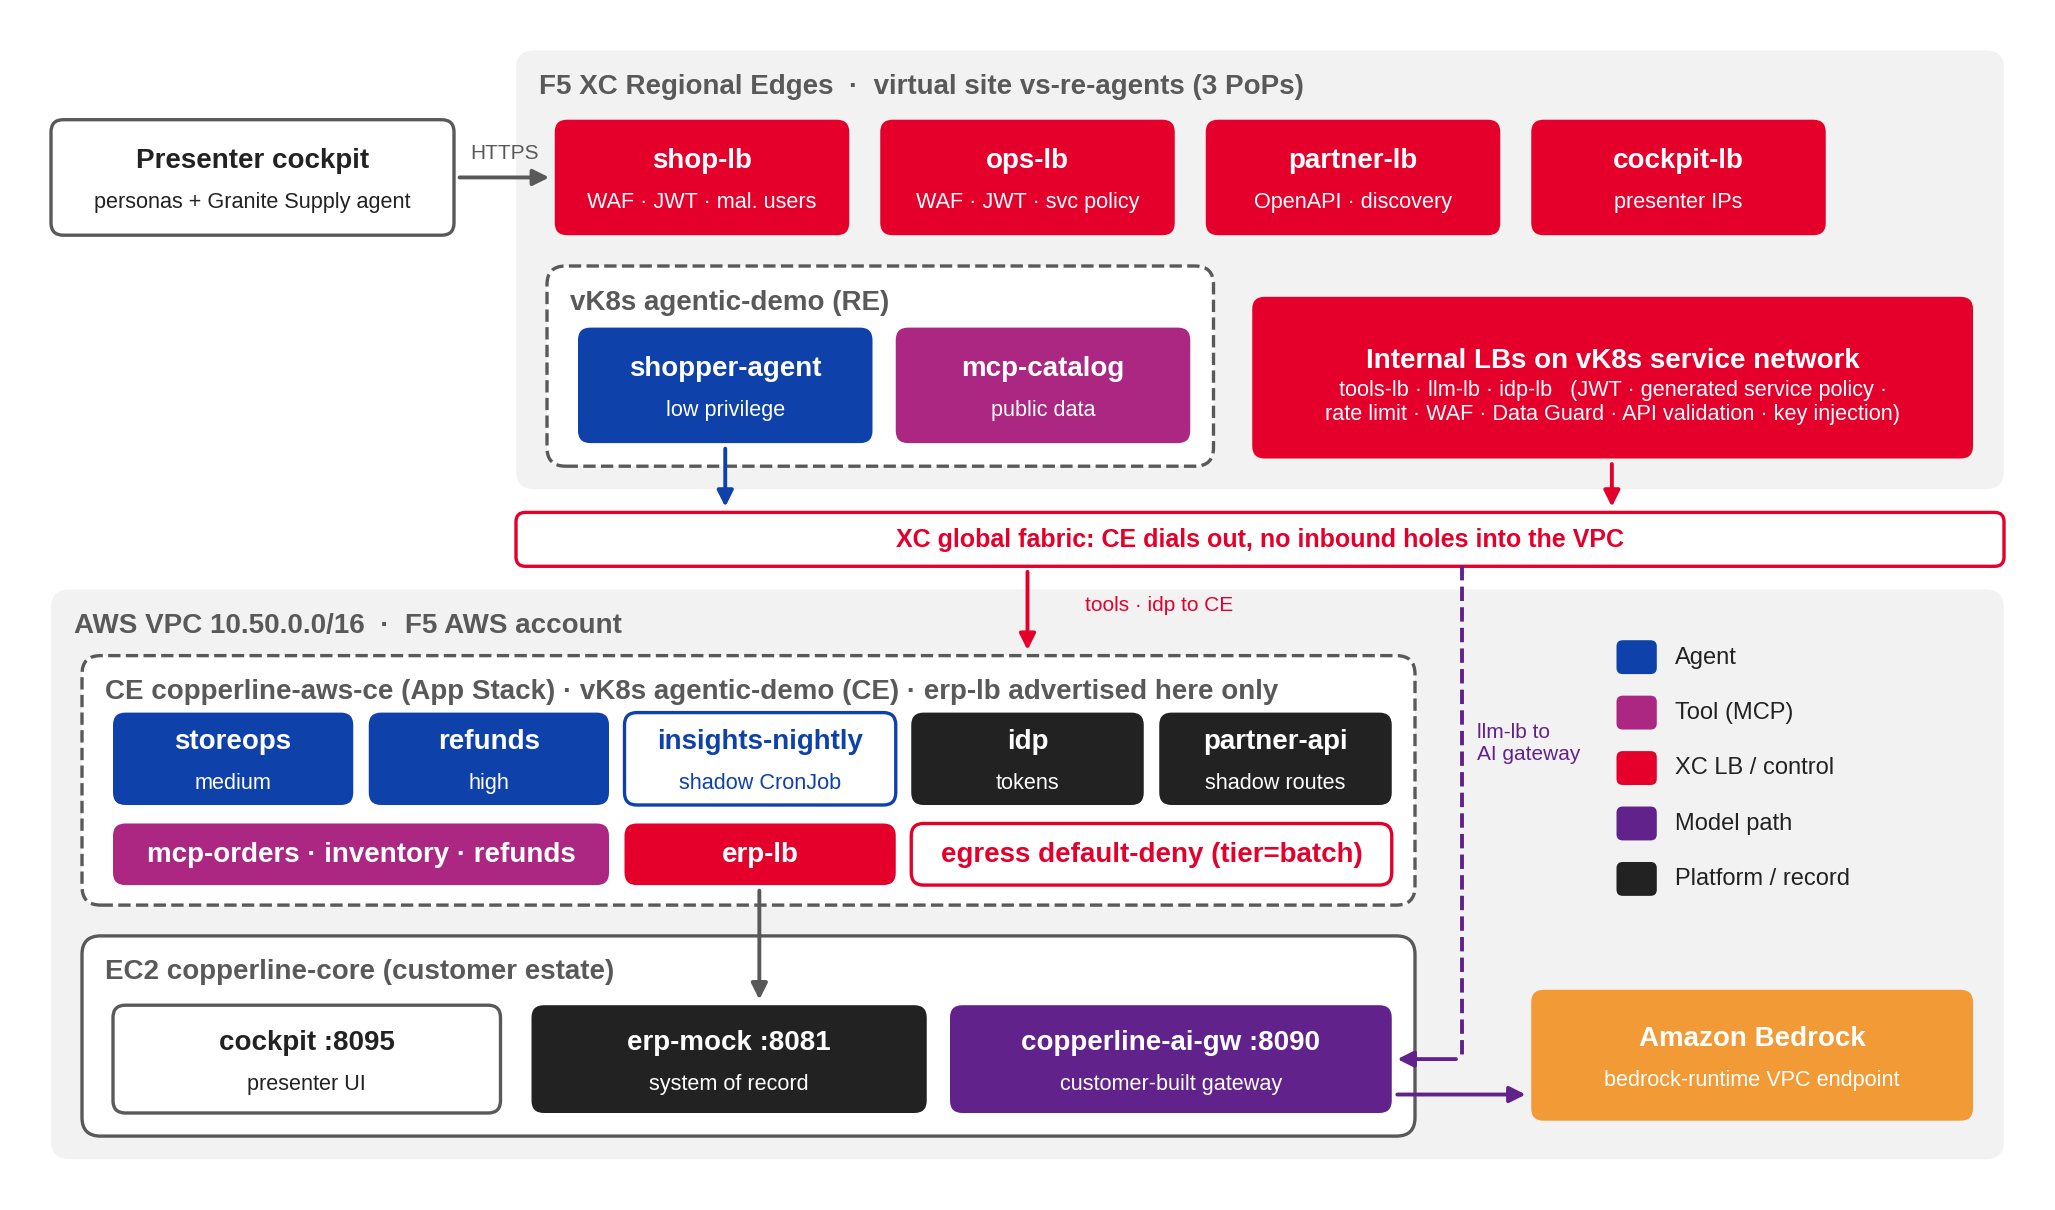 F5 XC Regional Edges · virtual site vs-re-agents (3 PoPs)
Presenter cockpit
personas + Granite Supply agent
HTTPS
shop-lb
WAF · JWT · mal. users
ops-lb
WAF · JWT · svc policy
partner-lb
OpenAPI · discovery
cockpit-lb
presenter IPs
vK8s agentic-demo (RE)
shopper-agent
low privilege
mcp-catalog
public data
Internal LBs on vK8s service network
tools-lb · llm-lb · idp-lb (JWT · generated service policy ·
rate limit · WAF · Data Guard · API validation · key injection)
XC global fabric: CE dials out, no inbound holes into the VPC
tools · idp to CE
AWS VPC 10.50.0.0/16 · F5 AWS account
CE copperline-aws-ce (App Stack) · vK8s agentic-demo (CE) · erp-lb advertised here only
storeops
medium
refunds
high
insights-nightly
shadow CronJob
idp
tokens
partner-api
shadow routes
mcp-orders · inventory · refunds
erp-lb
egress default-deny (tier=batch)
llm-lb to
AI gateway
Agent
Tool (MCP)
XC LB / control
Model path
Platform / record
EC2 copperline-core (customer estate)
cockpit :8095
presenter UI
erp-mock :8081
system of record
copperline-ai-gw :8090
customer-built gateway
Amazon Bedrock
bedrock-runtime VPC endpoint